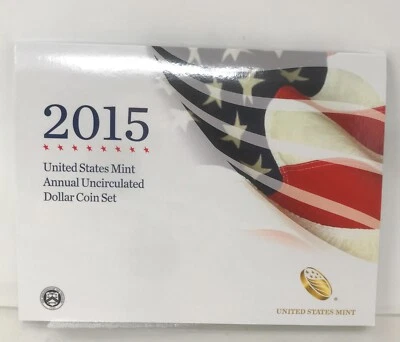 2015
United States Mint
Annual Uncirculated
Dollar Coin Set
UNITED STATES MINT